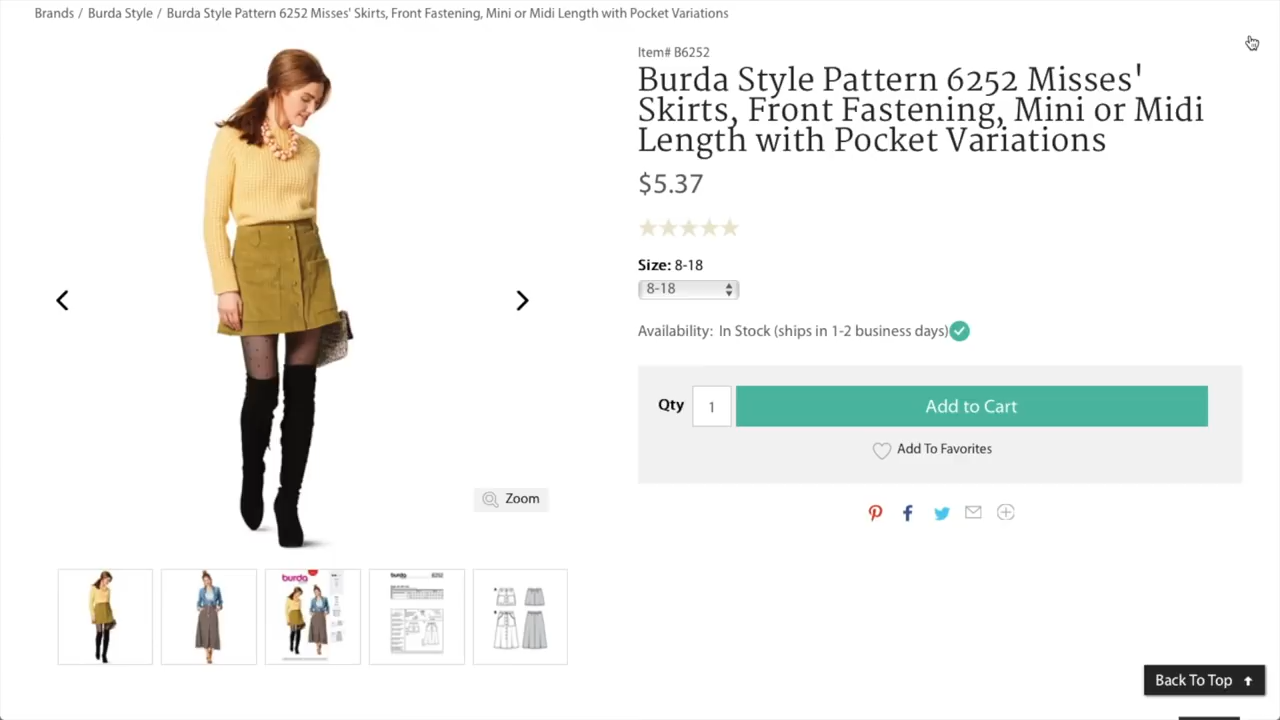 Brands / Burda Style / Burda Style Pattern 6252 Misses' Skirts, Front Fastening, Mini or Midi Length with Pocket Variations
Item# B6252
Burda Style Pattern 6252 Misses'
Skirts, Front Fastening, Mini or Midi
Length with Pocket Variations
$5.37
Size: 8-18
8-18
Availability: In Stock (ships in 1-2 business days)
Qty 1 Add to Cart
Add To Favorites
Zoom
burda
burda 6252
Back To Top